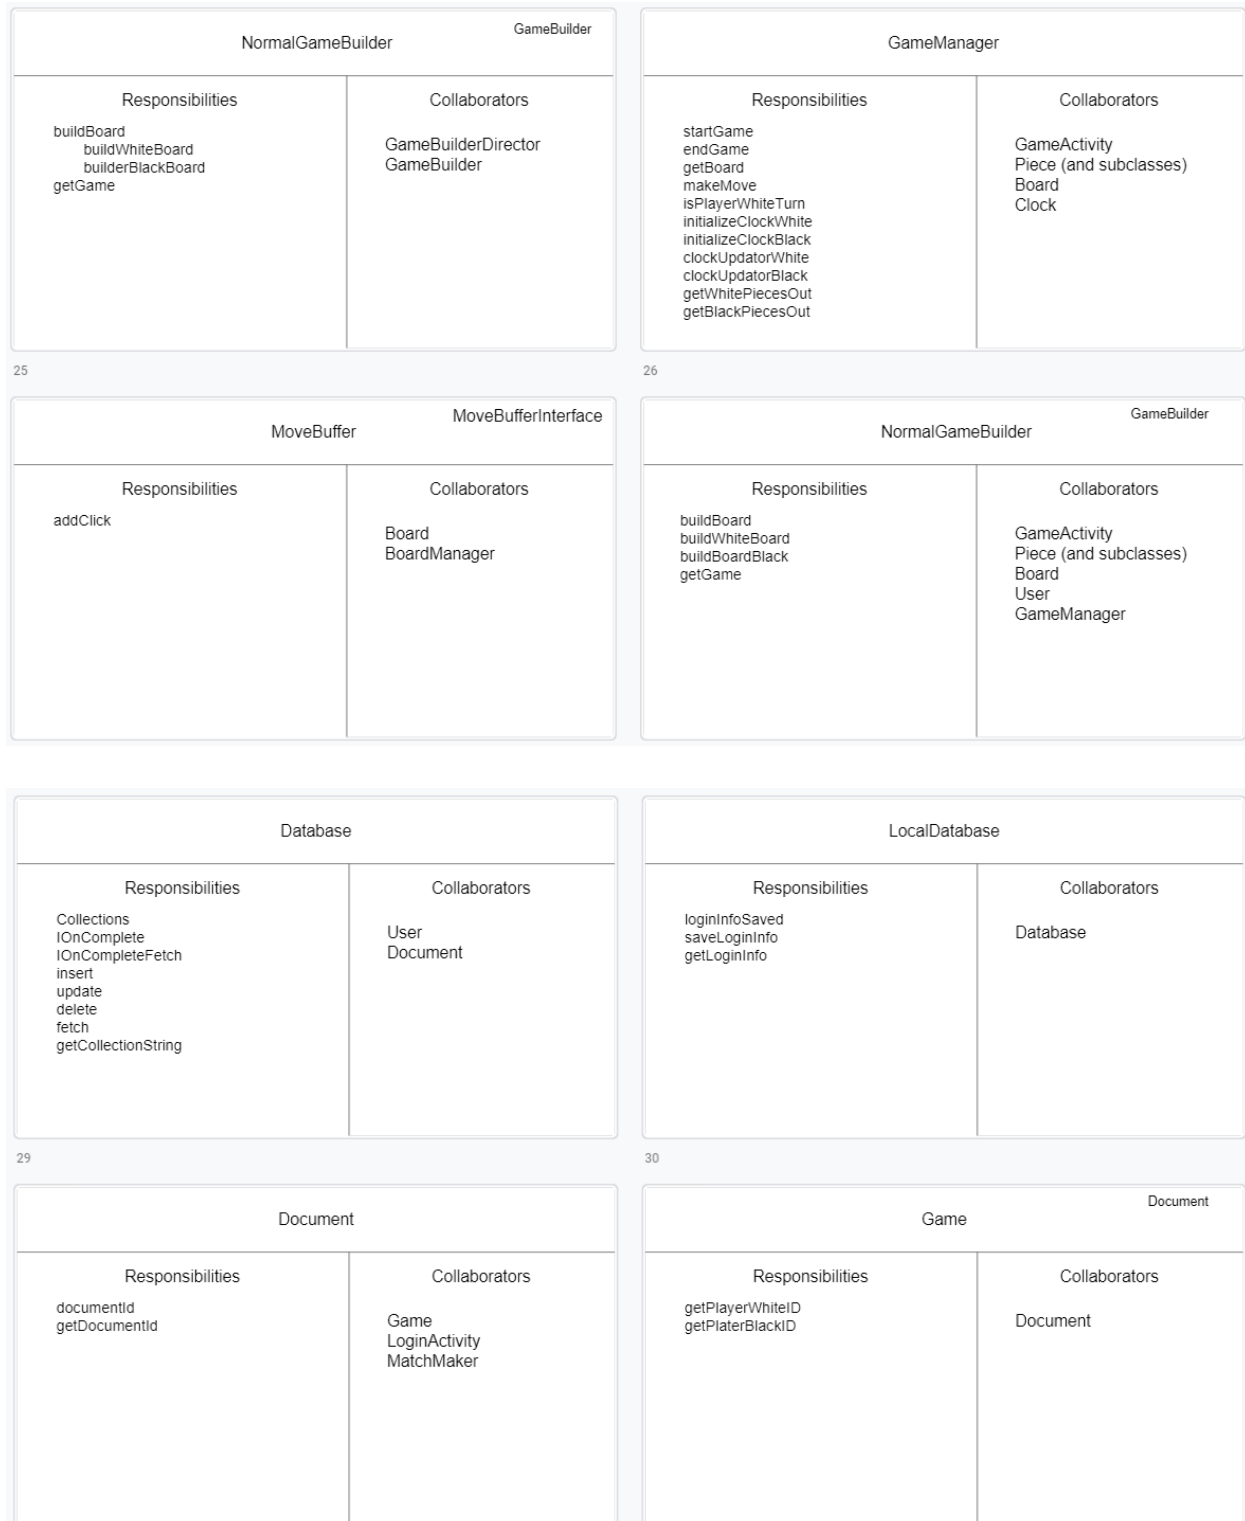 NormalGameBuilder
GameBuilder
Responsibilities
Collaborators
buildBoard
buildWhiteBoard
builderBlackBoard
getGame
GameBuilderDirector
GameBuilder
25
GameManager
Responsibilities
Collaborators
startGame
endGame
getBoard
makeMove
isPlayerWhiteTurn
initializeClockWhite
initializeClockBlack
clockUpdatorWhite
clockUpdatorBlack
getWhitePiecesOut
getBlackPiecesOut
GameActivity
Piece (and subclasses)
Board
Clock
26
MoveBuffer
MoveBufferInterface
Responsibilities
Collaborators
addClick
Board
BoardManager
NormalGameBuilder
GameBuilder
Responsibilities
Collaborators
buildBoard
buildWhiteBoard
buildBoardBlack
getGame
GameActivity
Piece (and subclasses)
Board
User
GameManager
Database
Responsibilities
Collaborators
Collections
IOnComplete
IOnCompleteFetch
insert
update
delete
fetch
getCollectionString
User
Document
29
LocalDatabase
Responsibilities
Collaborators
loginInfoSaved
saveLoginInfo
getLoginInfo
Database
30
Document
Responsibilities
Collaborators
documentId
getDocumentId
Game
LoginActivity
MatchMaker
Game
Document
Responsibilities
Collaborators
getPlayerWhiteID
getPlaterBlackID
Document